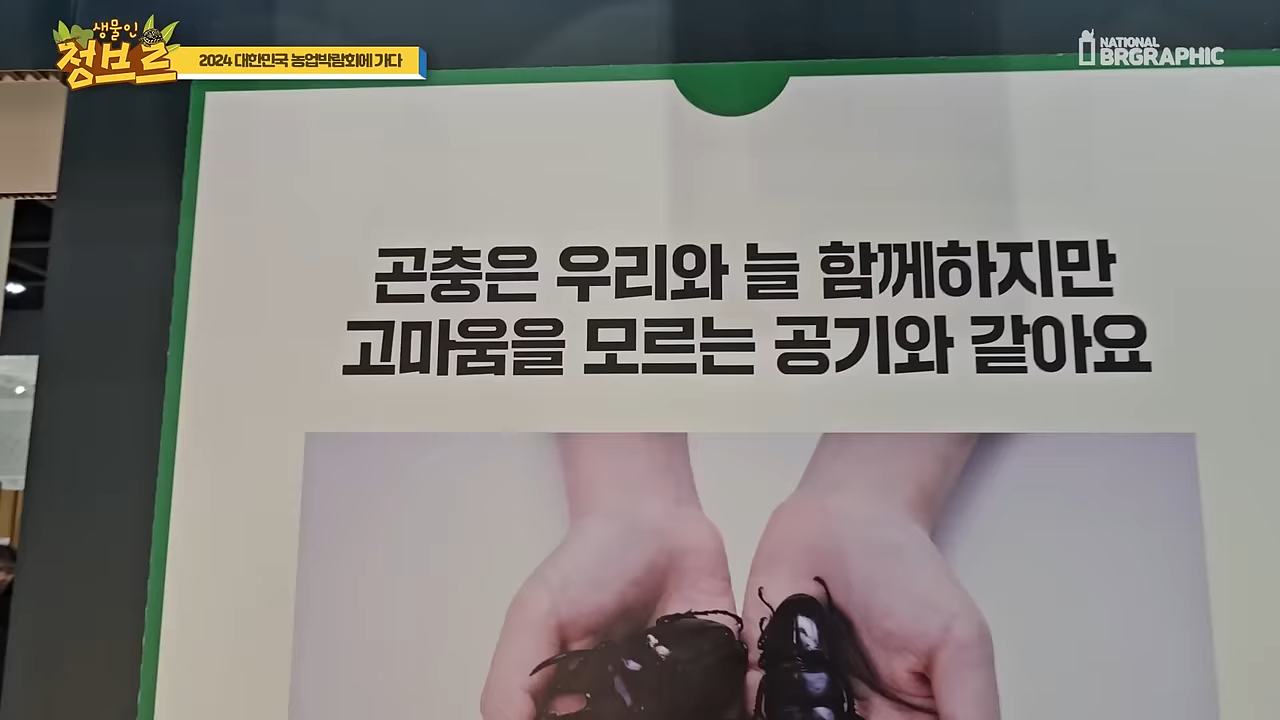 생물인
정브르
2024 대한민국 농업박람회에 가다
NATIONAL
BRGRAPHIC
곤충은 우리와 늘 함께하지만
고마움을 모르는 공기와 같아요